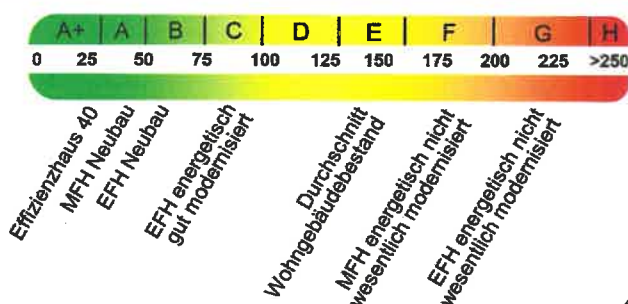 A+ A B C D E F G H
0 25 50 75 100 125 150 175 200 225 >250
Effizienzhaus 40
MFH Neubau
EFH Neubau
EFH energetisch
gut modernisiert
Durchschnitt
Wohngebäudebestand
MFH energetisch nicht
wesentlich modernisiert
EFH energetisch nicht
wesentlich modernisiert